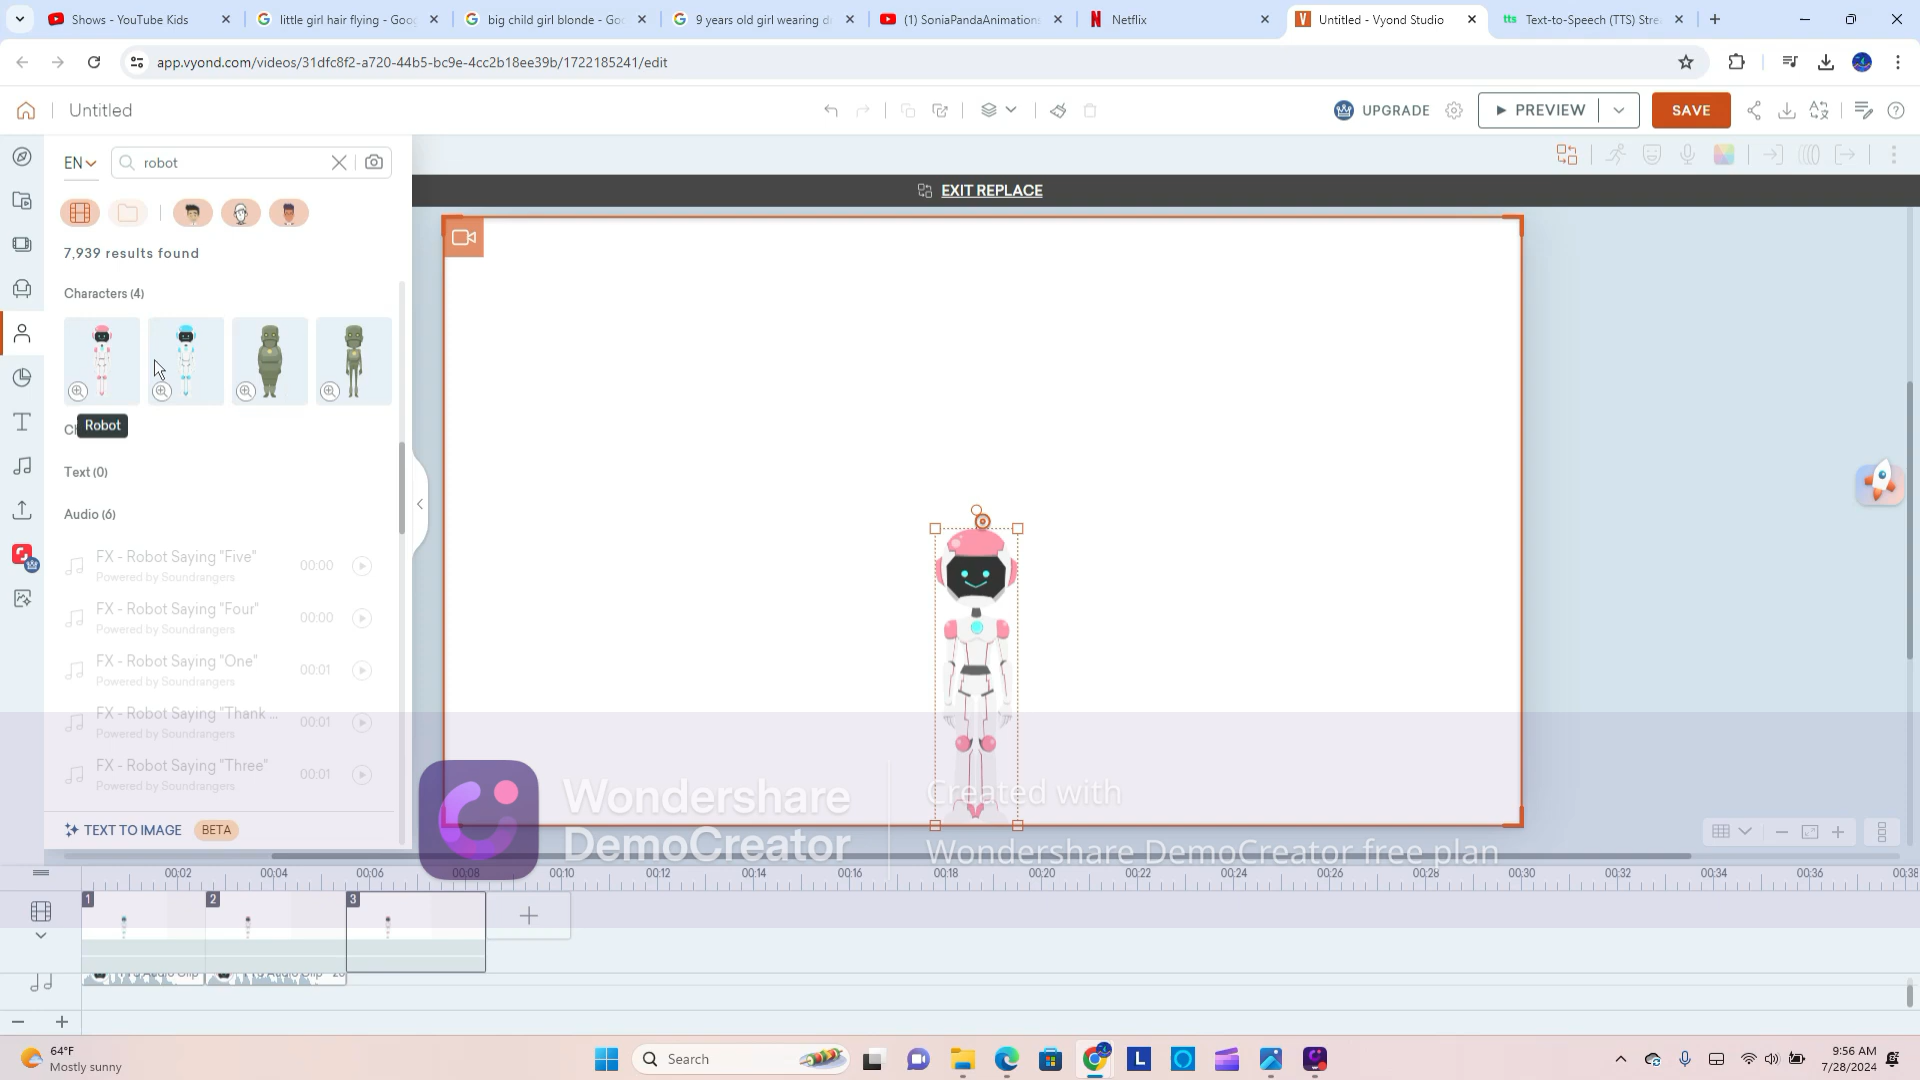 Shows - YouTube Kids
little girl hair flying - Goo
big child girl blonde - Goo
9 years old girl wearing d
(1) SoniaPandaAnimations
Netflix
Untitled - Vyond Studio
Text-to-Speech (TTS) Stre
app.vyond.com/videos/31dfc8f2-a720-44b5-bc9e-4cc2b18ee39b/1722185241/edit
Untitled
UPGRADE
PREVIEW
SAVE
EN
robot
EXIT REPLACE
7,939 results found
Characters (4)
Robot
Text (0)
Audio (6)
FX - Robot Saying "Five"
Powered by Soundrangers
00:00
FX - Robot Saying "Four"
Powered by Soundrangers
00:00
FX - Robot Saying "One"
Powered by Soundrangers
00:01
FX - Robot Saying "Thank ...
Powered by Soundrangers
00:01
FX - Robot Saying "Three"
Powered by Soundrangers
00:01
TEXT TO IMAGE
BETA
Wondershare
DemoCreator
Created with
Wondershare DemoCreator free plan
00:02
00:04
00:06
00:08
00:10
00:12
00:14
00:16
00:18
00:20
00:22
00:24
00:26
00:28
00:30
00:32
00:34
00:36
00:38
1
2
3
64°F
Mostly sunny
Search
9:56 AM
7/28/2024